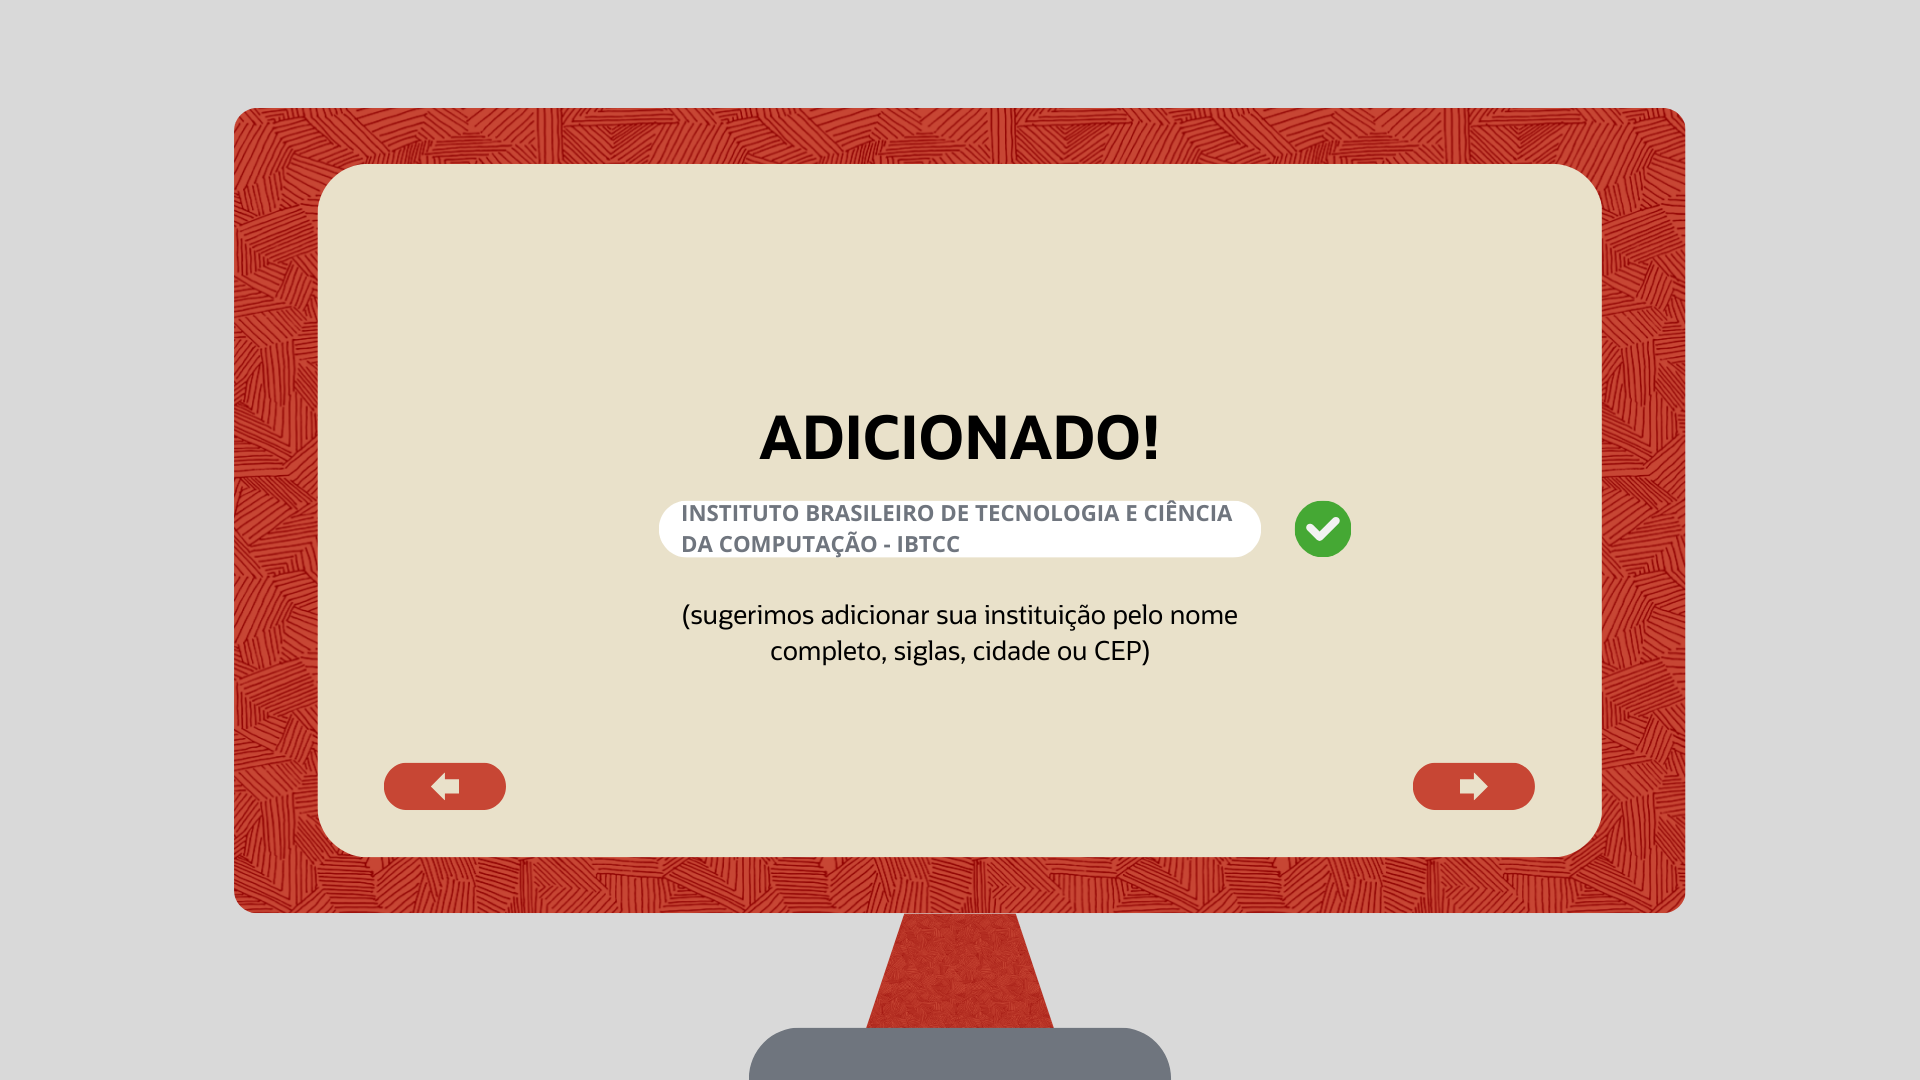 ADICIONADO!
INSTITUTO BRASILEIRO DE TECNOLOGIA E CIÊNCIA
DA COMPUTAÇÃO - IBTCC
(sugerimos adicionar sua instituição pelo nome
completo, siglas, cidade ou CEP)